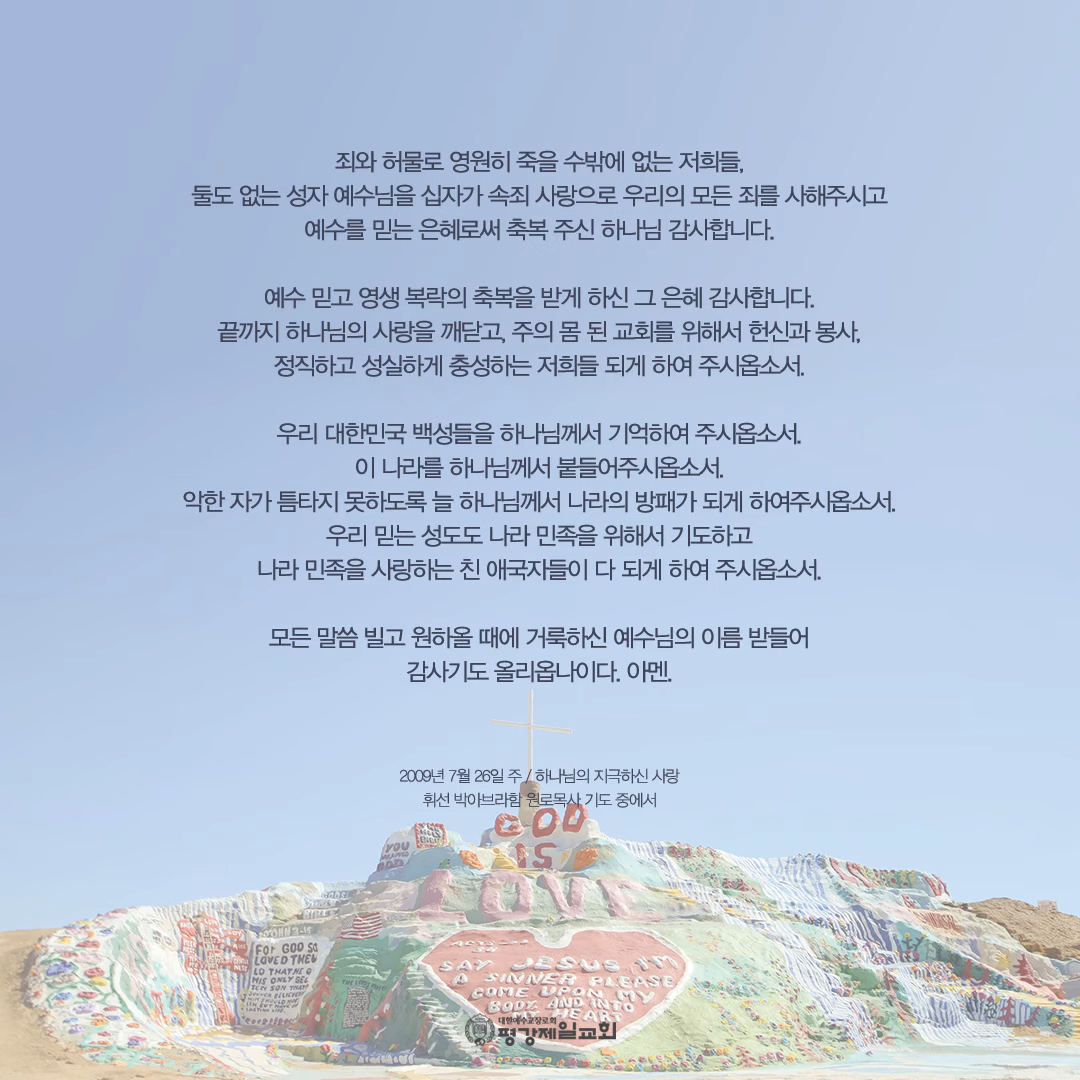 죄와 허물로 영원히 죽을 수밖에 없는 저희들,
둘도 없는 성자 예수님을 십자가 속죄 사랑으로 우리의 모든 죄를 사해주시고
예수를 믿는 은혜로써 축복 주신 하나님 감사합니다.
예수 믿고 영생 복락의 축복을 받게 하신 그 은혜 감사합니다.
끝까지 하나님의 사랑을 깨닫고, 주의 몸 된 교회를 위해서 헌신과 봉사,
정직하고 성실하게 충성하는 저희들 되게 하여 주시옵소서.
우리 대한민국 백성들을 하나님께서 기억하여 주시옵소서.
이 나라를 하나님께서 붙들어주시옵소서.
악한 자가 틈타지 못하도록 늘 하나님께서 나라의 방패가 되게 하여주시옵소서.
우리 믿는 성도도 나라 민족을 위해서 기도하고
나라 민족을 사랑하는 친 애국자들이 다 되게 하여 주시옵소서.
모든 말씀 빌고 원하올 때에 거룩하신 예수님의 이름 받들어
감사기도 올리옵나이다. 아멘.
2009년 7월 26일 주 / 하나님의 지극하신 사랑
휘선 박아브라함 원로목사 기도 중에서
GOD
IS
LOVE
YOU
FOR GOD SO
LOVED THE
SAY JESUS I'M
A SINNER PLEASE
COME UPON MY
BODY AND INTO
MY HEART
대한예수교장로회
평강제일교회